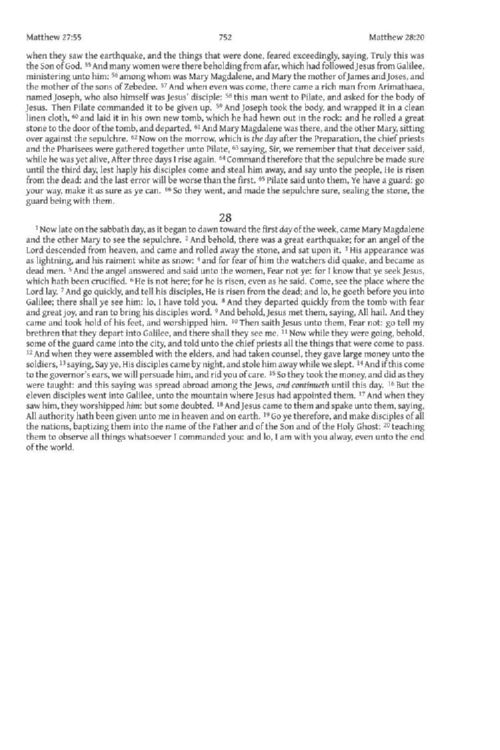 Matthew 27:55 752 Matthew 28:20
when they saw the earthquake, and the things that were done, feared exceedingly, saying, Truly this was
the Son of God. 55 And many women were there beholding from afar, which had followed Jesus from Galilee,
ministering unto him: 56 among whom was Mary Magdalene, and Mary the mother of James and Joses, and
the mother of the sons of Zebedee. 57 And when even was come, there came a rich man from Arimathaea,
named Joseph, who also himself was Jesus' disciple: 58 this man went to Pilate, and asked for the body of
Jesus. Then Pilate commanded it to be given up. 59 And Joseph took the body, and wrapped it in a clean
linen cloth, 60 and laid it in his own new tomb, which he had hewn out in the rock: and he rolled a great
stone to the door of the tomb, and departed. 61 And Mary Magdalene was there, and the other Mary, sitting
over against the sepulchre. 62 Now on the morrow, which is the day after the Preparation, the chief priests
and the Pharisees were gathered together unto Pilate, 63 saying, Sir, we remember that that deceiver said,
while he was yet alive, After three days I rise again. 64 Command therefore that the sepulchre be made sure
until the third day, lest haply his disciples come and steal him away, and say unto the people, He is risen
from the dead: and the last error will be worse than the first. 65 Pilate said unto them, Ye have a guard: go
your way, make it as sure as ye can. 66 So they went, and made the sepulchre sure, sealing the stone, the
guard being with them.
28
1 Now late on the sabbath day, as it began to dawn toward the first day of the week, came Mary Magdalene
and the other Mary to see the sepulchre. 2 And behold, there was a great earthquake; for an angel of the
Lord descended from heaven, and came and rolled away the stone, and sat upon it. 3 His appearance was
as lightning, and his raiment white as snow: 4 and for fear of him the watchers did quake, and became as
dead men. 5 And the angel answered and said unto the women, Fear not ye: for I know that ye seek Jesus,
which hath been crucified. 6 He is not here; for he is risen, even as he said. Come, see the place where the
Lord lay. 7 And go quickly, and tell his disciples, He is risen from the dead; and lo, he goeth before you into
Galilee; there shall ye see him: lo, I have told you. 8 And they departed quickly from the tomb with fear
and great joy, and ran to bring his disciples word. 9 And behold, Jesus met them, saying, All hail. And they
came and took hold of his feet, and worshipped him. 10 Then saith Jesus unto them, Fear not: go tell my
brethren that they depart into Galilee, and there shall they see me. 11 Now while they were going, behold,
some of the guard came into the city, and told unto the chief priests all the things that were come to pass.
12 And when they were assembled with the elders, and had taken counsel, they gave large money unto the
soldiers, 13 saying, Say ye, His disciples came by night, and stole him away while we slept. 14 And if this come
to the governor's ears, we will persuade him, and rid you of care. 15 So they took the money, and did as they
were taught: and this saying was spread abroad among the Jews, and continueth until this day. 16 But the
eleven disciples went into Galilee, unto the mountain where Jesus had appointed them. 17 And when they
saw him, they worshipped him: but some doubted. 18 And Jesus came to them and spake unto them, saying,
All authority hath been given unto me in heaven and on earth. 19 Go ye therefore, and make disciples of all
the nations, baptizing them into the name of the Father and of the Son and of the Holy Ghost: 20 teaching
them to observe all things whatsoever I commanded you: and lo, I am with you alway, even unto the end
of the world.